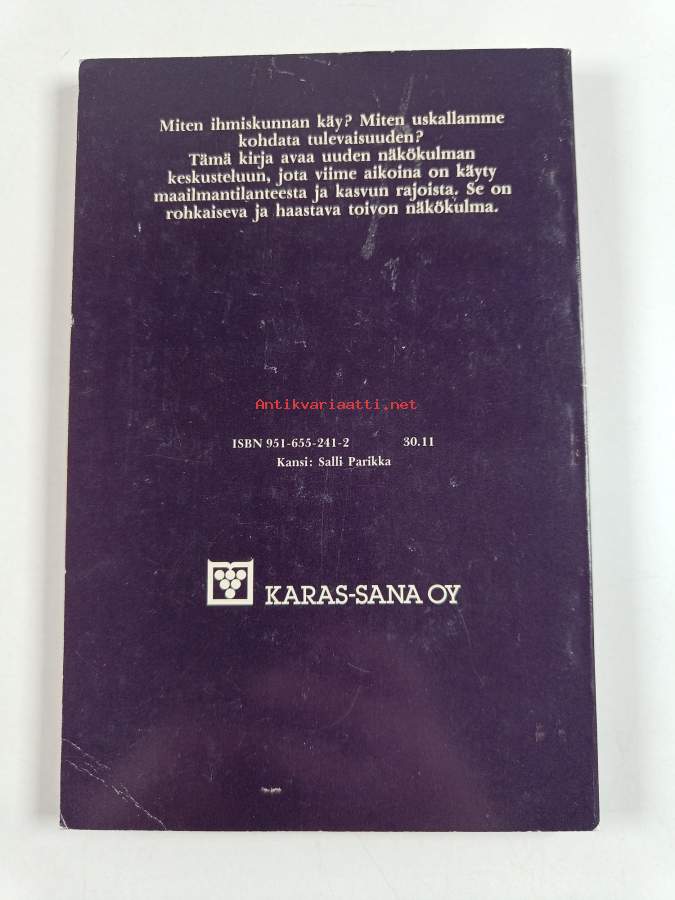 Miten ihmiskunnan käy? Miten uskallamme
kohdata tulevaisuuden?
Tämä kirja avaa uuden näkökulman
keskusteluun, jota viime aikoina on käyty
maailmantilanteesta ja kasvun rajoista. Se on
rohkaiseva ja haastava toivon näkökulma.
Antikvariaatti.net
ISBN 951-655-241-2 30.11
Kansi: Salli Parikka
KARAS-SANA OY